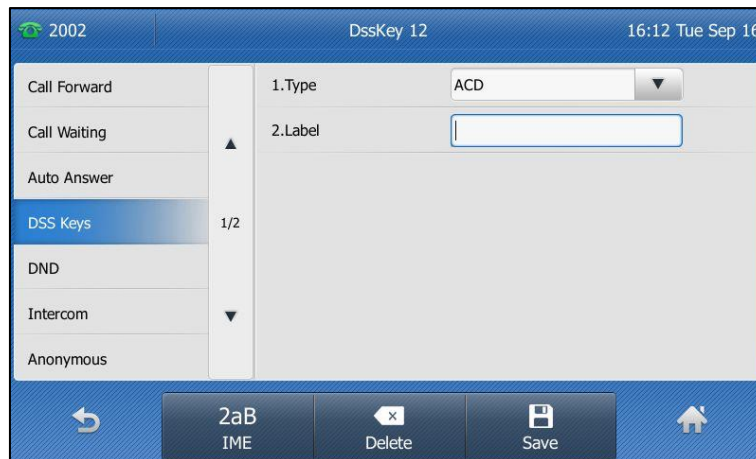 2002
DssKey 12
16:12 Tue Sep 16
Call Forward
Call Waiting
Auto Answer
DSS Keys
DND
Intercom
Anonymous
1/2
1.Type
ACD
2.Label
2aB
IME
Delete
Save